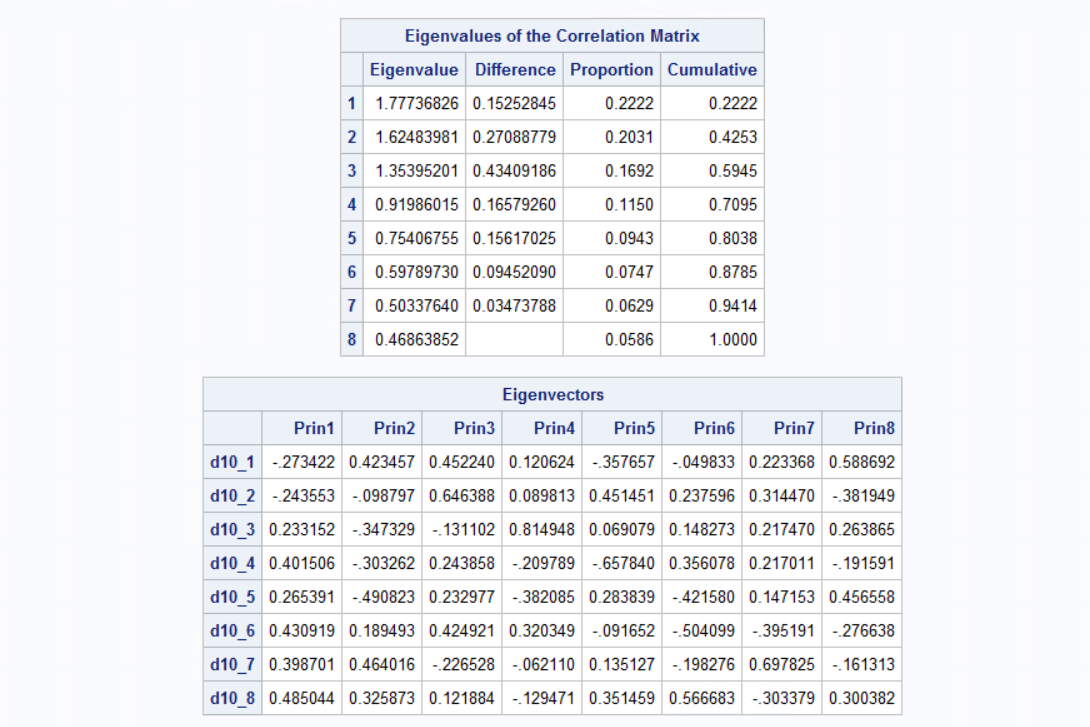 Eigenvalues of the Correlation Matrix
Eigenvalue Difference Proportion Cumulative
1 1.77736826 0.15252845 0.2222 0.2222
2 1.62483981 0.27088779 0.2031 0.4253
3 1.35395201 0.43409186 0.1692 0.5945
4 0.91986015 0.16579260 0.1150 0.7095
5 0.75406755 0.15617025 0.0943 0.8038
6 0.59789730 0.09452090 0.0747 0.8785
7 0.50337640 0.03473788 0.0629 0.9414
8 0.46863852 0.0586 1.0000
Eigenvectors
Prin1 Prin2 Prin3 Prin4 Prin5 Prin6 Prin7 Prin8
d10_1 -.273422 0.423457 0.452240 0.120624 -.357657 -.049833 0.223368 0.588692
d10_2 -.243553 -.098797 0.646388 0.089813 0.451451 0.237596 0.314470 -.381949
d10_3 0.233152 -.347329 -.131102 0.814948 0.069079 0.148273 0.217470 0.263865
d10_4 0.401506 -.303262 0.243858 -.209789 -.657840 0.356078 0.217011 -.191591
d10_5 0.265391 -.490823 0.232977 -.382085 0.283839 -.421580 0.147153 0.456558
d10_6 0.430919 0.189493 0.424921 0.320349 -.091652 -.504099 -.395191 -.276638
d10_7 0.398701 0.464016 -.226528 -.062110 0.135127 -.198276 0.697825 -.161313
d10_8 0.485044 0.325873 0.121884 -.129471 0.351459 0.566683 -.303379 0.300382